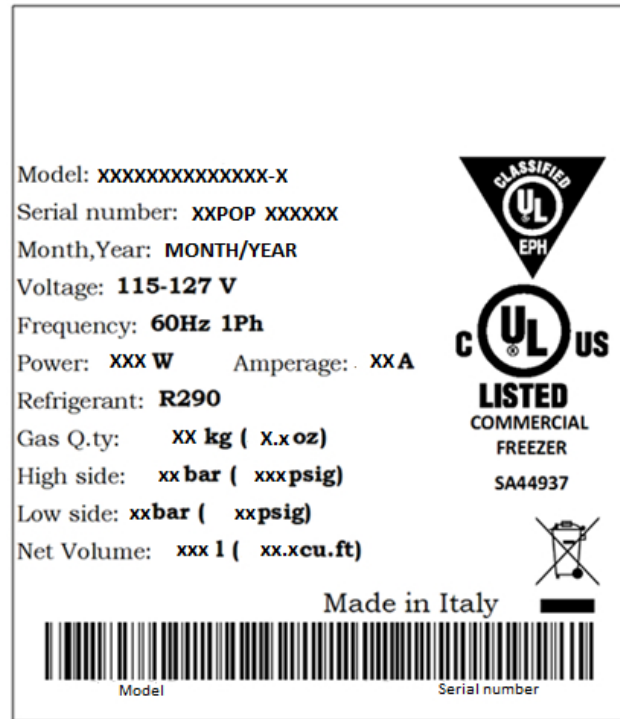 Model: XXXXXXXXXXXXXX-X
Serial number: XXPOP XXXXXX
Month,Year: MONTH/YEAR
Voltage: 115-127 V
Frequency: 60Hz 1Ph
Power: XXX W Amperage: XX A
Refrigerant: R290
Gas Q.ty: XX kg ( X.x oz)
High side: xx bar ( xxx psig)
Low side: xxbar ( xxpsig)
Net Volume: xxx l ( xx.xcu.ft)
CLASSIFIED
UL
®
EPH
C UL US
®
LISTED
COMMERCIAL
FREEZER
SA44937
Made in Italy
Model Serial number